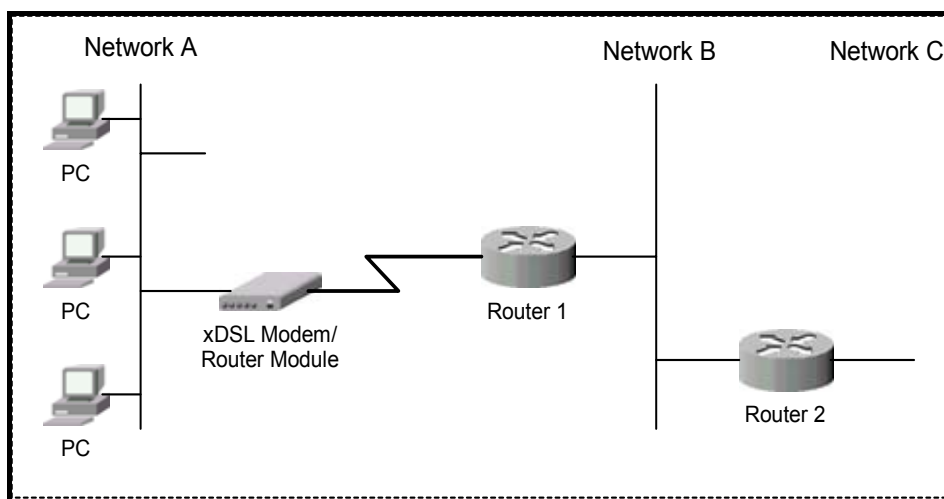 Network A
Network B
Network C
PC
PC
Router 1
xDSL Modem/
Router Module
Router 2
PC